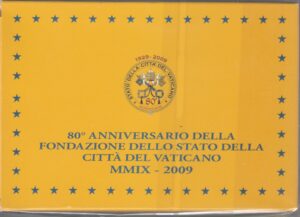 1929-2009
STATO DELLA CITTÀ DEL VATICANO
80°
80° ANNIVERSARIO DELLA
FONDAZIONE DELLO STATO DELLA
CITTÀ DEL VATICANO
MMIX - 2009